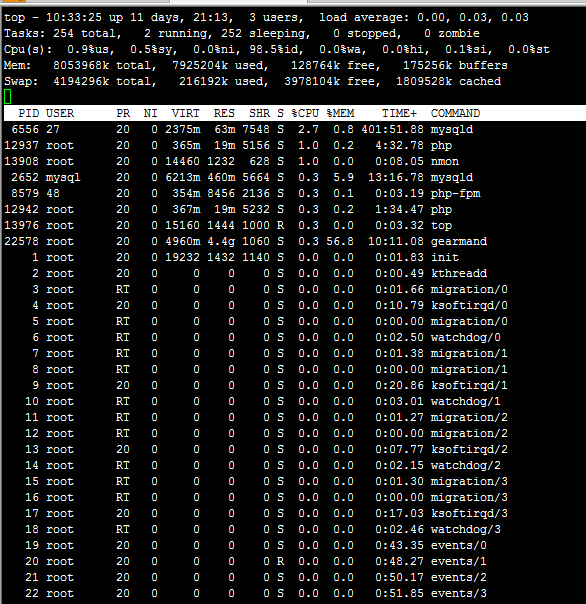 top - 10:33:25 up 11 days, 21:13,  3 users,  load average: 0.00, 0.03, 0.03
Tasks: 254 total,   2 running, 252 sleeping,   0 stopped,   0 zombie
Cpu(s):  0.9%us,  0.5%sy,  0.0%ni, 98.5%id,  0.0%wa,  0.0%hi,  0.1%si,  0.0%st
Mem:   8053968k total,  7925204k used,   128764k free,   175256k buffers
Swap:  4194296k total,   216192k used,  3978104k free,  1809528k cached
  PID USER      PR  NI  VIRT  RES  SHR S %CPU %MEM    TIME+  COMMAND
 6556 27        20   0 2375m  63m 7548 S  2.7  0.8 401:51.88 mysqld
12937 root      20   0  365m  19m 5156 S  1.0  0.2   4:32.78 php
13908 root      20   0 14460 1232  628 S  1.0  0.0   0:08.05 nmon
 2652 mysql     20   0 6213m 460m 5664 S  0.3  5.9  13:16.78 mysqld
 8579 48        20   0  354m 8456 2136 S  0.3  0.1   0:03.19 php-fpm
12942 root      20   0  367m  19m 5232 S  0.3  0.2   1:34.47 php
13976 root      20   0 15160 1444 1000 R  0.3  0.0   0:03.32 top
22578 root      20   0 4960m 4.4g 1060 S  0.3 56.8  10:11.08 gearmand
    1 root      20   0 19232 1432 1140 S  0.0  0.0   0:01.83 init
    2 root      20   0     0    0    0 S  0.0  0.0   0:00.49 kthreadd
    3 root      RT   0     0    0    0 S  0.0  0.0   0:01.66 migration/0
    4 root      20   0     0    0    0 S  0.0  0.0   0:10.79 ksoftirqd/0
    5 root      RT   0     0    0    0 S  0.0  0.0   0:00.00 migration/0
    6 root      RT   0     0    0    0 S  0.0  0.0   0:02.50 watchdog/0
    7 root      RT   0     0    0    0 S  0.0  0.0   0:01.38 migration/1
    8 root      RT   0     0    0    0 S  0.0  0.0   0:00.00 migration/1
    9 root      20   0     0    0    0 S  0.0  0.0   0:20.86 ksoftirqd/1
   10 root      RT   0     0    0    0 S  0.0  0.0   0:03.01 watchdog/1
   11 root      RT   0     0    0    0 S  0.0  0.0   0:01.27 migration/2
   12 root      RT   0     0    0    0 S  0.0  0.0   0:00.00 migration/2
   13 root      20   0     0    0    0 S  0.0  0.0   0:07.77 ksoftirqd/2
   14 root      RT   0     0    0    0 S  0.0  0.0   0:02.15 watchdog/2
   15 root      RT   0     0    0    0 S  0.0  0.0   0:01.30 migration/3
   16 root      RT   0     0    0    0 S  0.0  0.0   0:00.00 migration/3
   17 root      20   0     0    0    0 S  0.0  0.0   0:17.03 ksoftirqd/3
   18 root      RT   0     0    0    0 S  0.0  0.0   0:02.46 watchdog/3
   19 root      20   0     0    0    0 S  0.0  0.0   0:43.35 events/0
   20 root      20   0     0    0    0 R  0.0  0.0   0:48.27 events/1
   21 root      20   0     0    0    0 S  0.0  0.0   0:50.17 events/2
   22 root      20   0     0    0    0 S  0.0  0.0   0:51.85 events/3